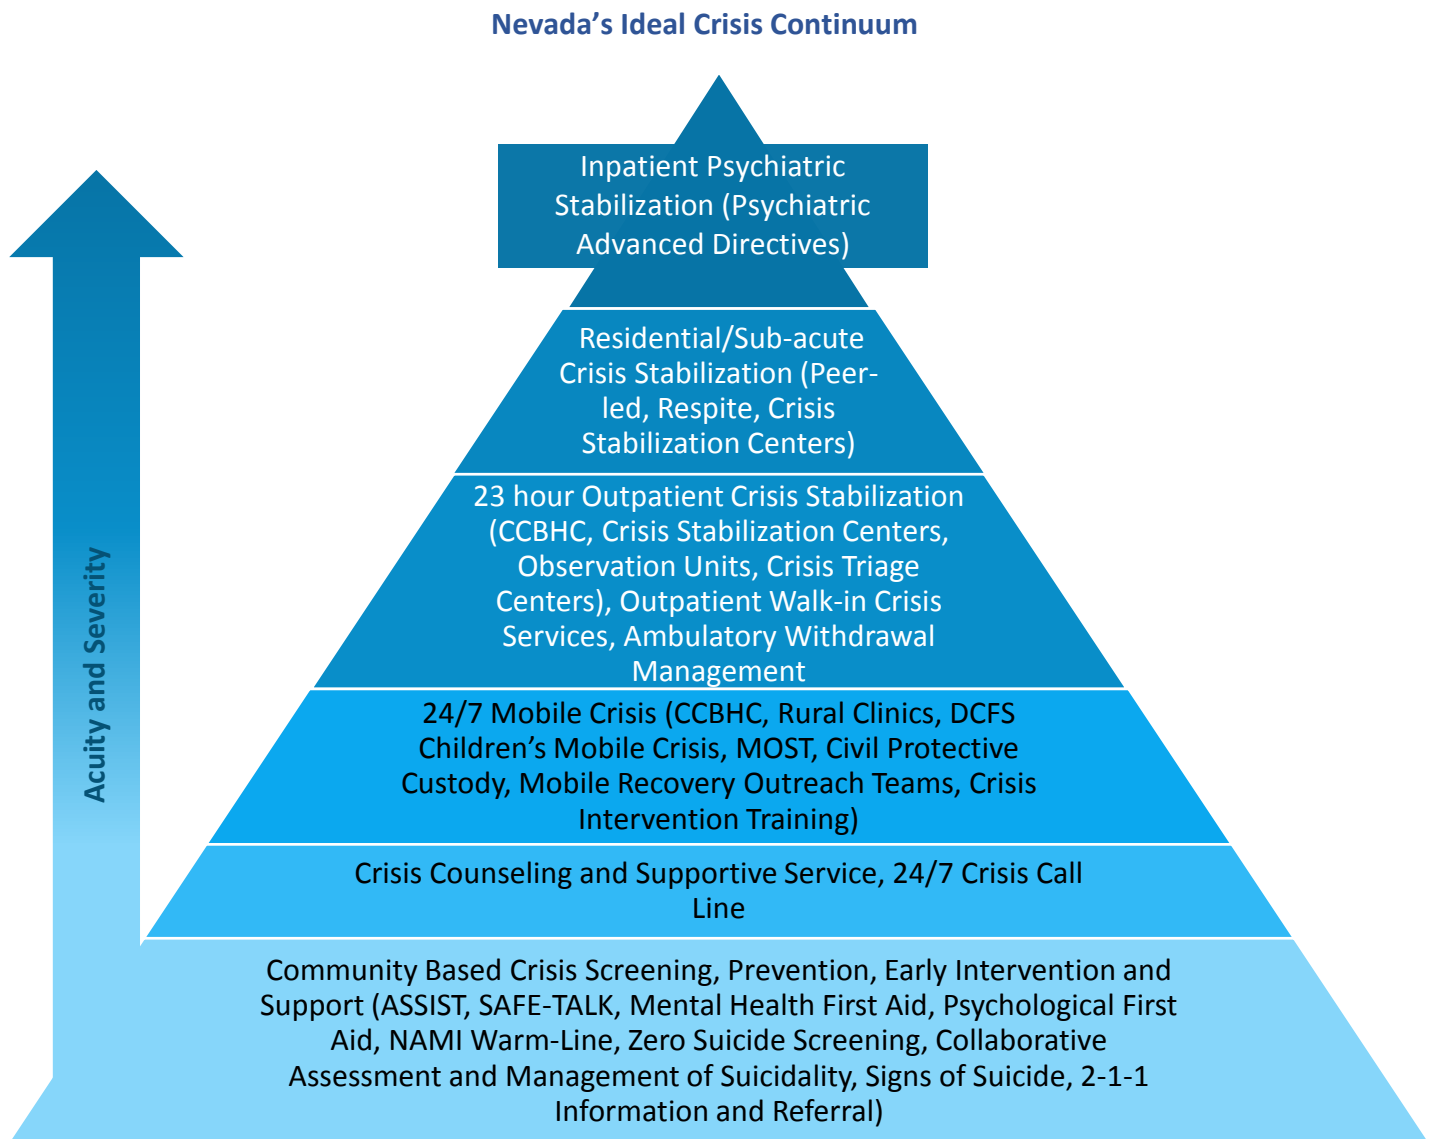 Nevada’s Ideal Crisis Continuum
Inpatient Psychiatric
Stabilization (Psychiatric
Advanced Directives)
Residential/Sub-acute
Crisis Stabilization (Peer-
led, Respite, Crisis
Stabilization Centers)
23 hour Outpatient Crisis Stabilization
(CCBHC, Crisis Stabilization Centers,
Observation Units, Crisis Triage
Centers), Outpatient Walk-in Crisis
Services, Ambulatory Withdrawal
Management
24/7 Mobile Crisis (CCBHC, Rural Clinics, DCFS
Children’s Mobile Crisis, MOST, Civil Protective
Custody, Mobile Recovery Outreach Teams, Crisis
Intervention Training)
Crisis Counseling and Supportive Service, 24/7 Crisis Call
Line
Community Based Crisis Screening, Prevention, Early Intervention and
Support (ASSIST, SAFE-TALK, Mental Health First Aid, Psychological First
Aid, NAMI Warm-Line, Zero Suicide Screening, Collaborative
Assessment and Management of Suicidality, Signs of Suicide, 2-1-1
Information and Referral)
Acuity and Severity